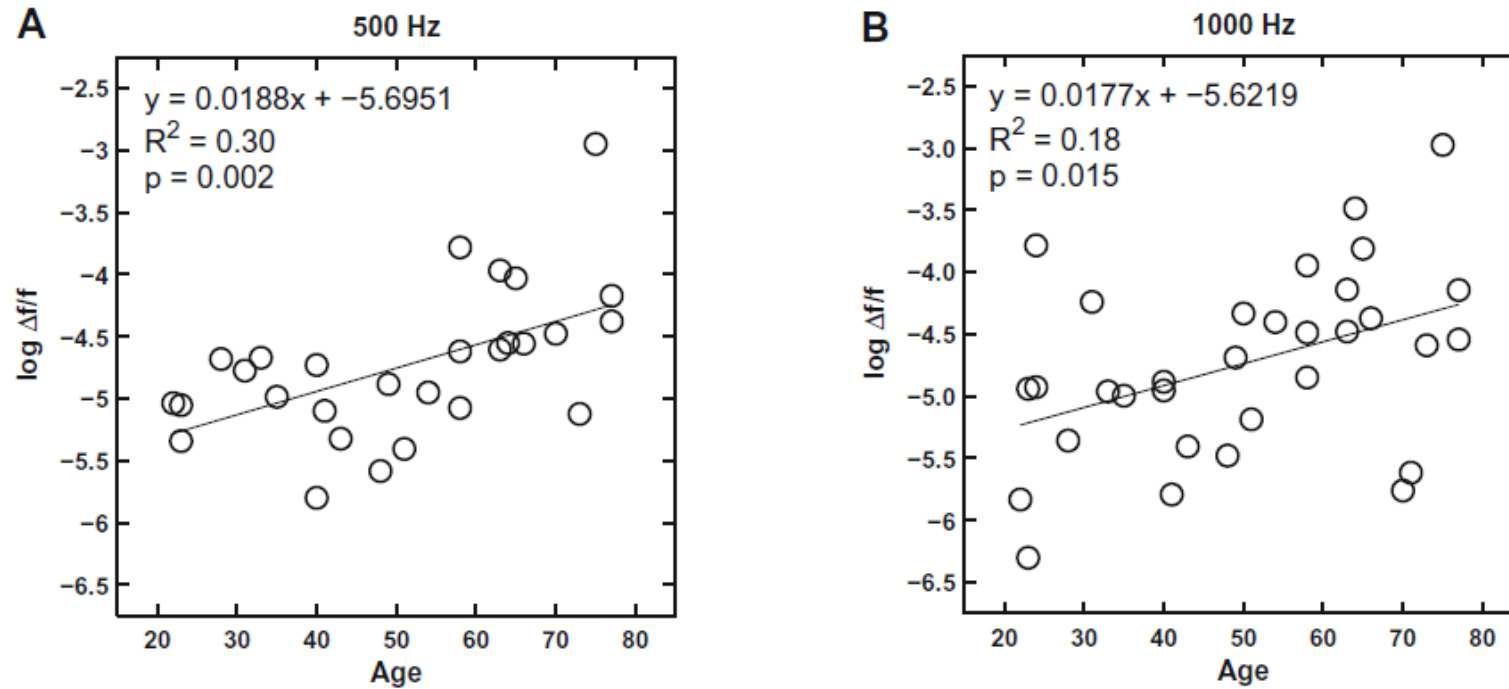 A
500 Hz
y = 0.0188x + −5.6951
R² = 0.30
p = 0.002
−2.5
−3
−3.5
−4
−4.5
−5
−5.5
−6
−6.5
log Δf/f
20 30 40 50 60 70 80
Age
B
1000 Hz
y = 0.0177x + −5.6219
R² = 0.18
p = 0.015
−2.5
−3.0
−3.5
−4.0
−4.5
−5.0
−5.5
−6
−6.5
log Δf/f
20 30 40 50 60 70 80
Age